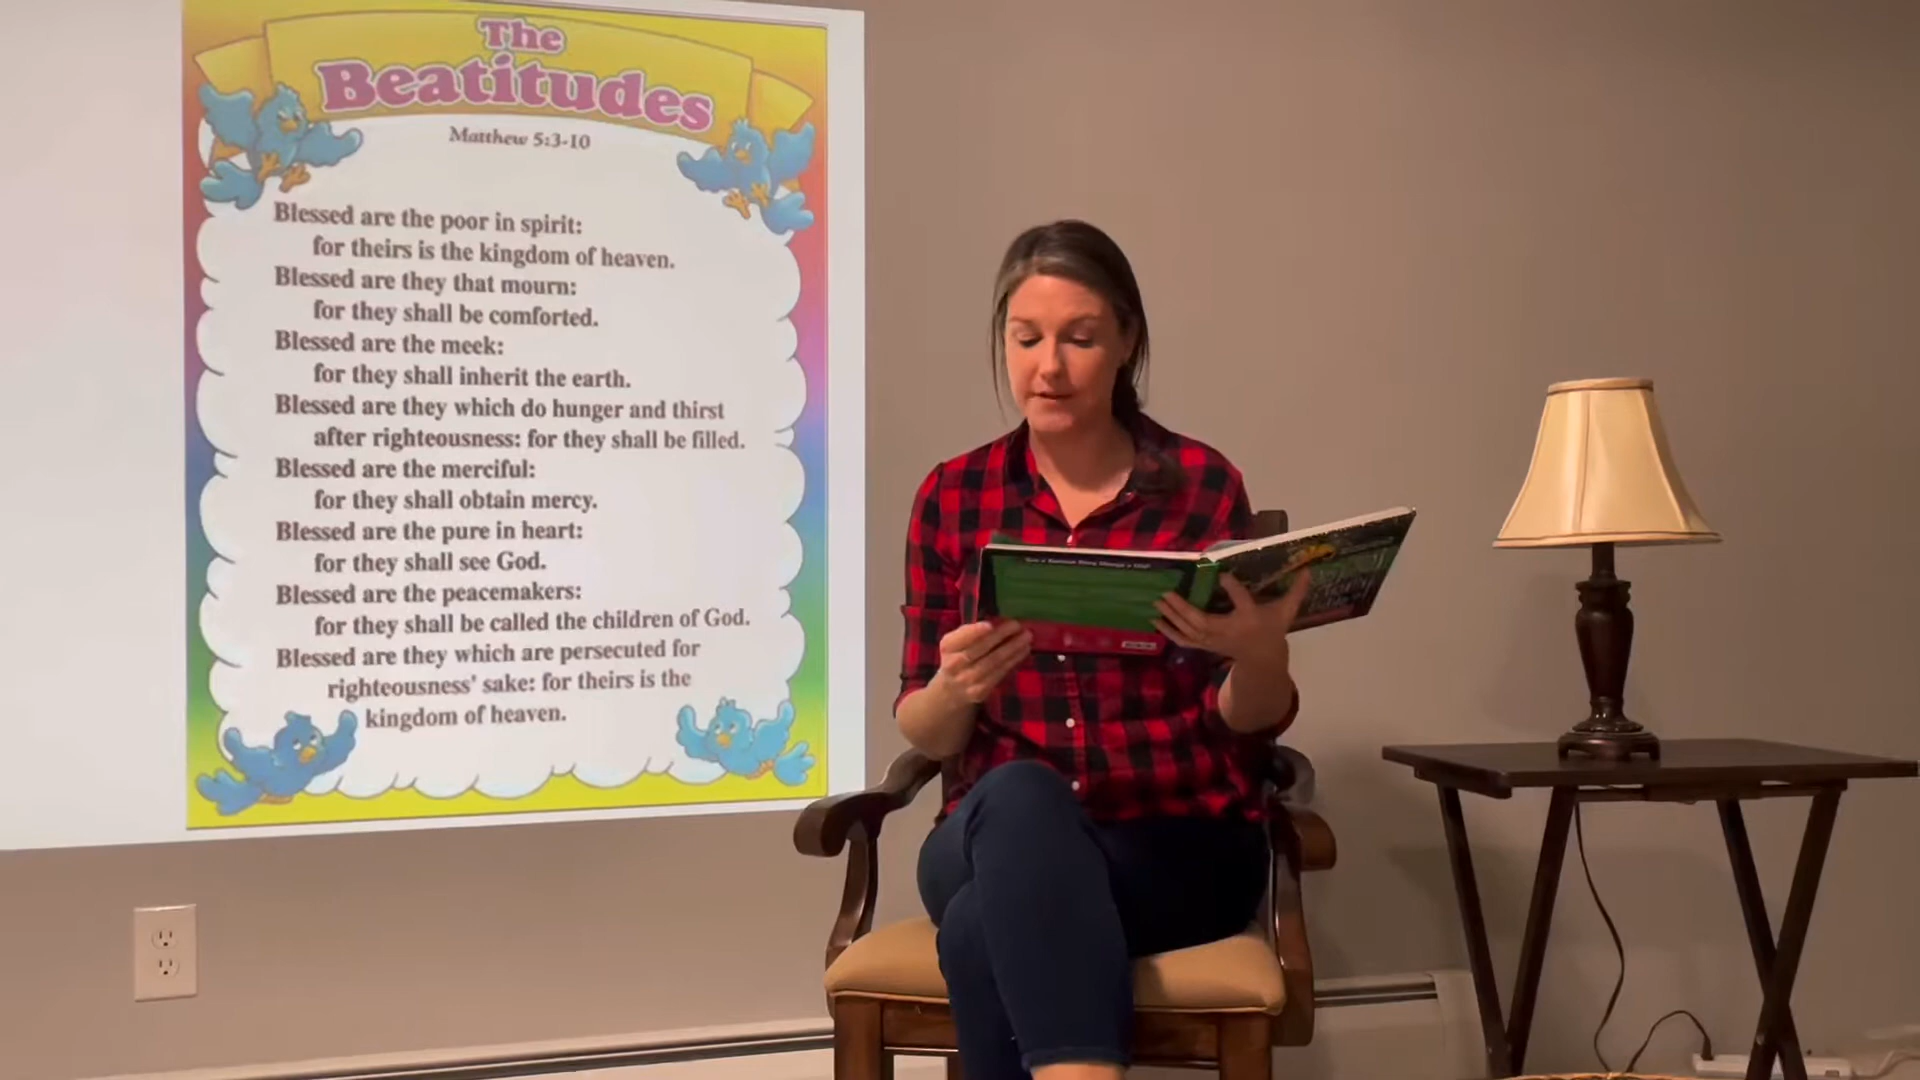 The
Beatitudes
Matthew 5:3-10
Blessed are the poor in spirit:
for theirs is the kingdom of heaven.
Blessed are they that mourn:
for they shall be comforted.
Blessed are the meek:
for they shall inherit the earth.
Blessed are they which do hunger and thirst
after righteousness: for they shall be filled.
Blessed are the merciful:
for they shall obtain mercy.
Blessed are the pure in heart:
for they shall see God.
Blessed are the peacemakers:
for they shall be called the children of God.
Blessed are they which are persecuted for
righteousness' sake: for theirs is the
kingdom of heaven.